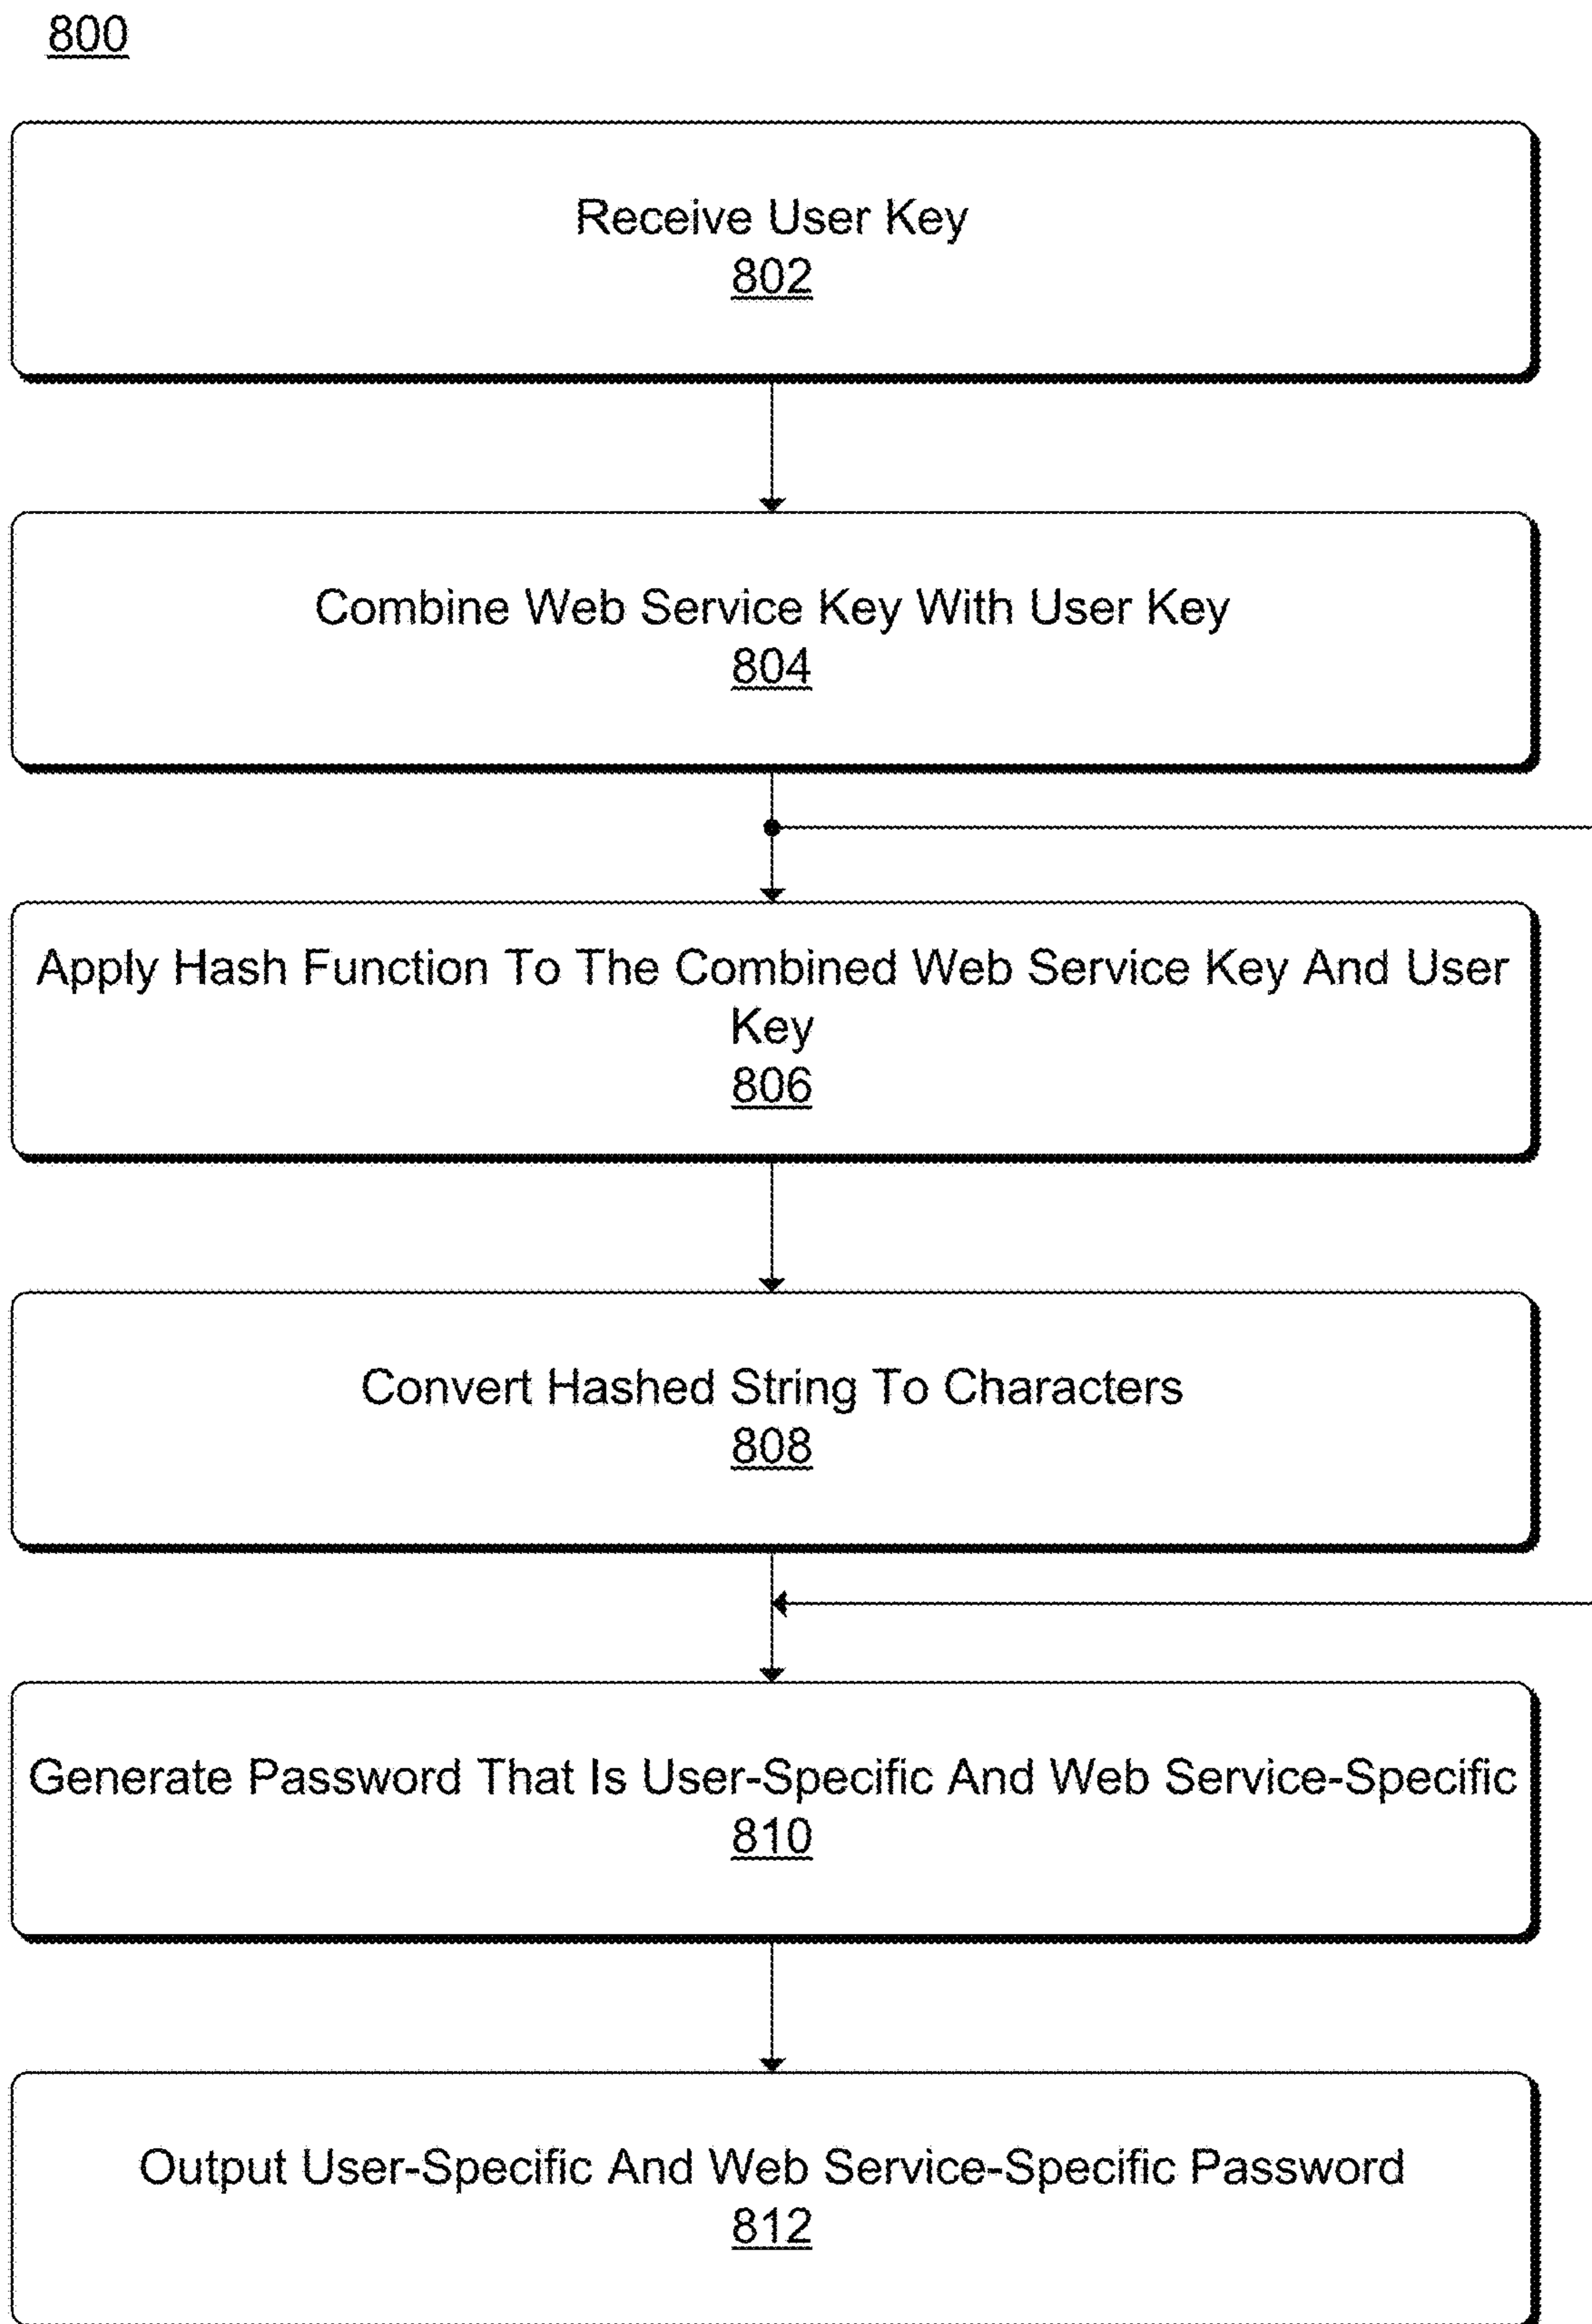 800
Receive User Key
802
Combine Web Service Key With User Key
804
Apply Hash Function To The Combined Web Service Key And User
Key
806
Convert Hashed String To Characters
808
Generate Password That Is User-Specific And Web Service-Specific
810
Output User-Specific And Web Service-Specific Password
812